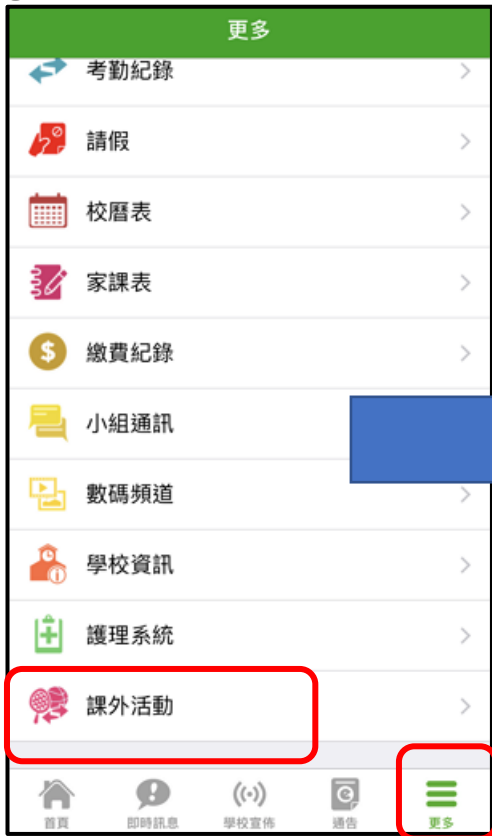 更多
考勤紀錄
請假
校曆表
家課表
$ 繳費紀錄
小組通訊
數碼頻道
學校資訊
護理系統
課外活動
首頁 即時訊息 學校宣佈 通告 更多